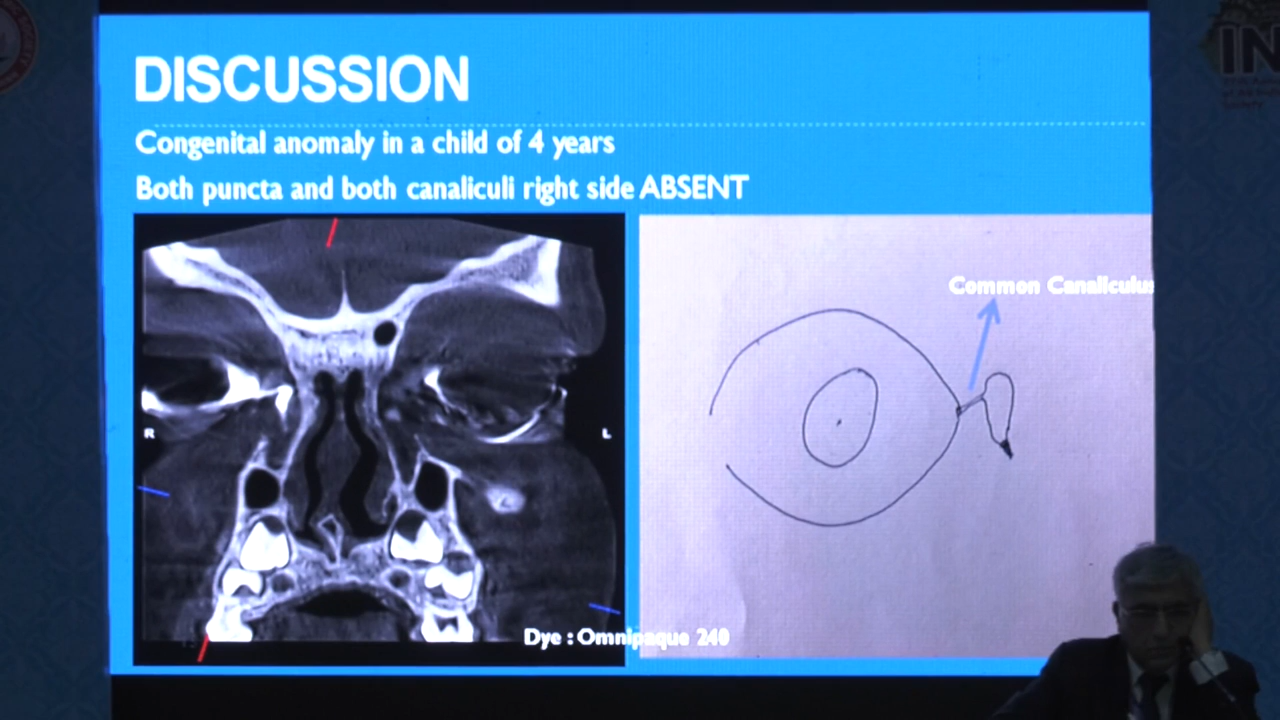 DISCUSSION
Congenital anomaly in a child of 4 years
Both puncta and both canaliculi right side ABSENT
Common Canaliculus
R
L
Dye : Omnipaque 240
IN